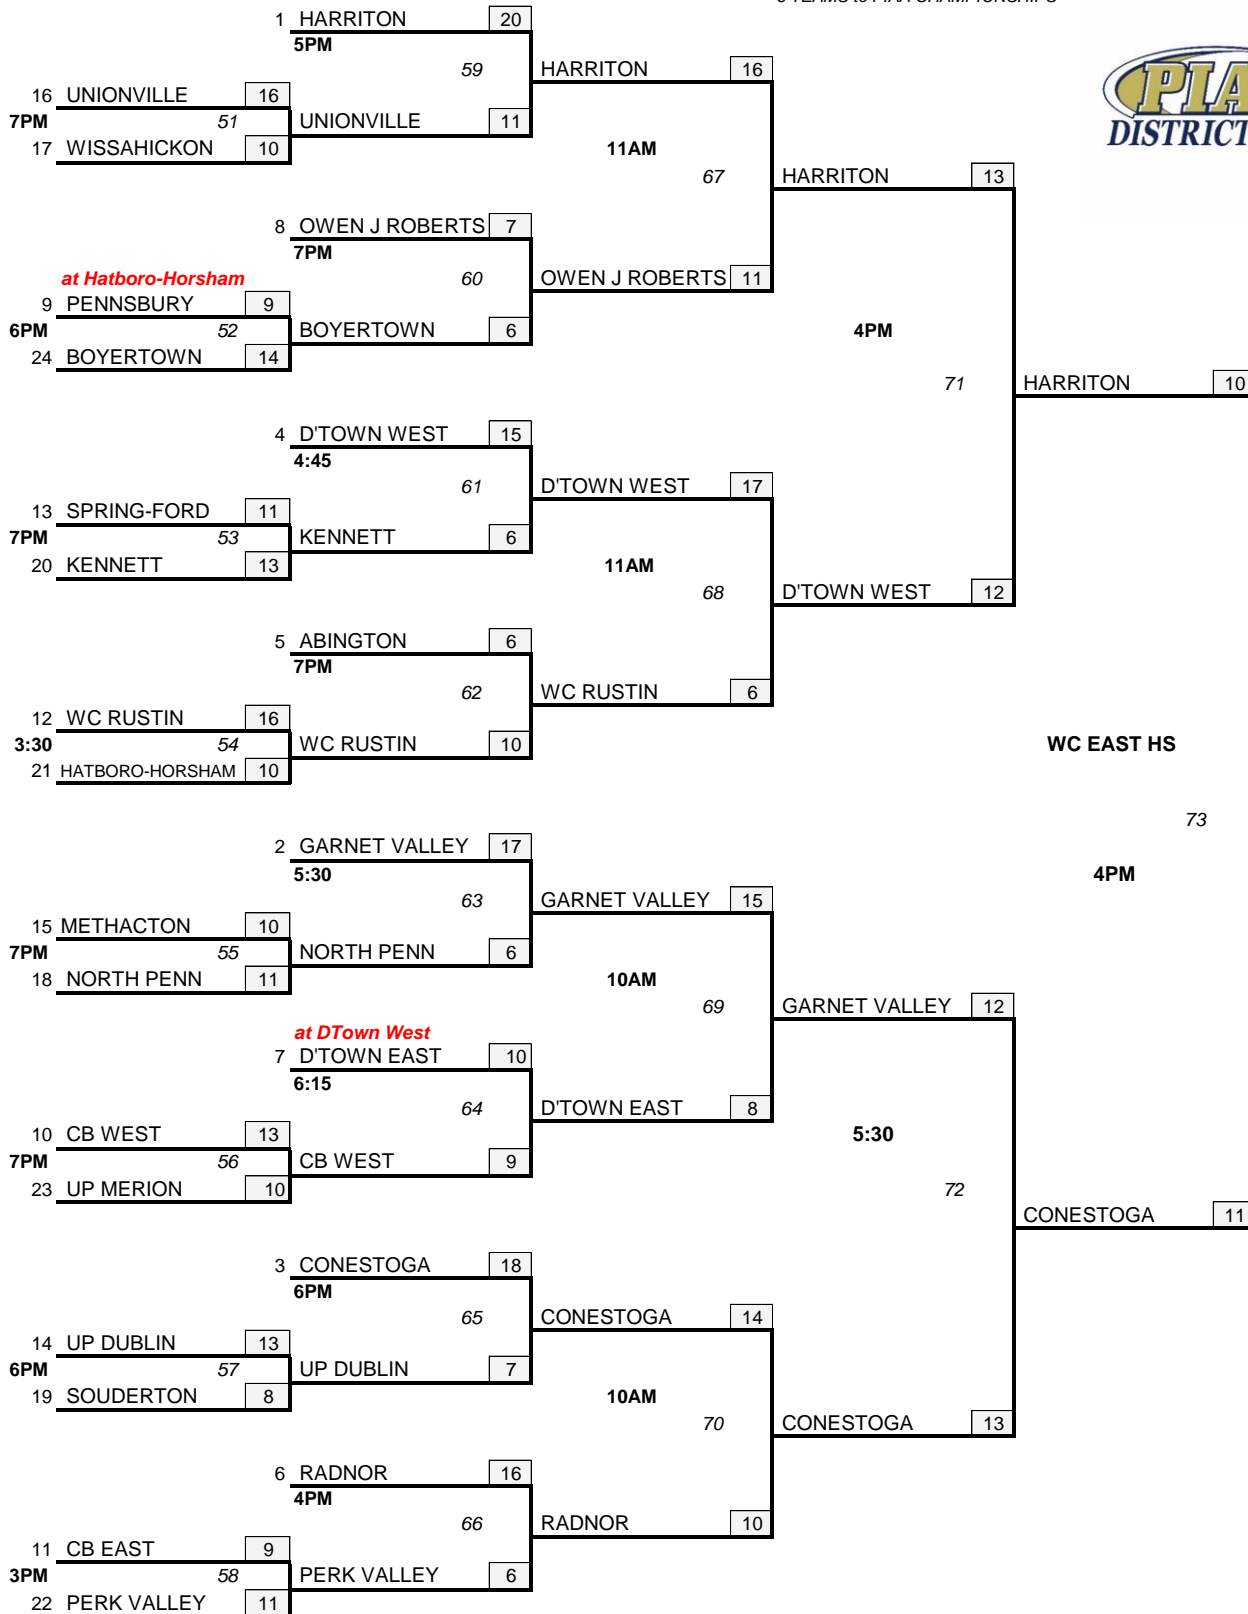 5 TEAMS to PIAA CHAMPIONSHIPS
1 HARRITON 20
5PM
59 HARRITON 16
16 UNIONVILLE 16
7PM 51 UNIONVILLE 11
17 WISSAHICKON 10
11AM
67 HARRITON 13
8 OWEN J ROBERTS 7
7PM
at Hatboro-Horsham
60 OWEN J ROBERTS 11
9 PENNSBURY 9
6PM 52 BOYERTOWN 6
24 BOYERTOWN 14
4PM
71 HARRITON 10
4 D'TOWN WEST 15
4:45
61 D'TOWN WEST 17
13 SPRING-FORD 11
7PM 53 KENNETT 6
20 KENNETT 13
11AM
68 D'TOWN WEST 12
5 ABINGTON 6
7PM
62 WC RUSTIN 6
12 WC RUSTIN 16
3:30 54 WC RUSTIN 10
21 HATBORO-HORSHAM 10
WC EAST HS
73
4PM
2 GARNET VALLEY 17
5:30
63 GARNET VALLEY 15
15 METHACTON 10
7PM 55 NORTH PENN 6
18 NORTH PENN 11
10AM
69 GARNET VALLEY 12
at DTown West
7 D'TOWN EAST 10
6:15
64 D'TOWN EAST 8
10 CB WEST 13
7PM 56 CB WEST 9
23 UP MERION 10
5:30
72 CONESTOGA 11
3 CONESTOGA 18
6PM
65 CONESTOGA 14
14 UP DUBLIN 13
6PM 57 UP DUBLIN 7
19 SOUDERTON 8
10AM
70 CONESTOGA 13
6 RADNOR 16
4PM
66 RADNOR 10
11 CB EAST 9
3PM 58 PERK VALLEY 6
22 PERK VALLEY 11
PIA
DISTRICT